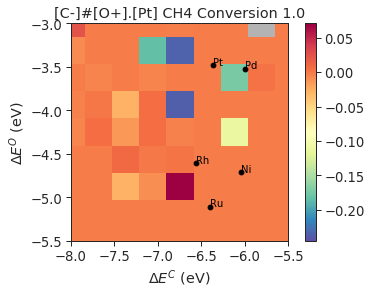 [C-]#[O+].[Pt] CH4 Conversion 1.0
−3.0
−3.5
−4.0
−4.5
−5.0
−5.5
ΔE^O (eV)
Pt
Pd
Rh
Ni
Ru
−8.0 −7.5 −7.0 −6.5 −6.0 −5.5
ΔE^C (eV)
0.05
0.00
−0.05
−0.10
−0.15
−0.20